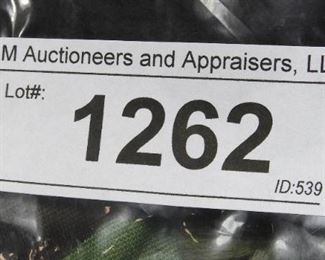 M Auctioneers and Appraisers, LL
Lot#:
1262
ID:539